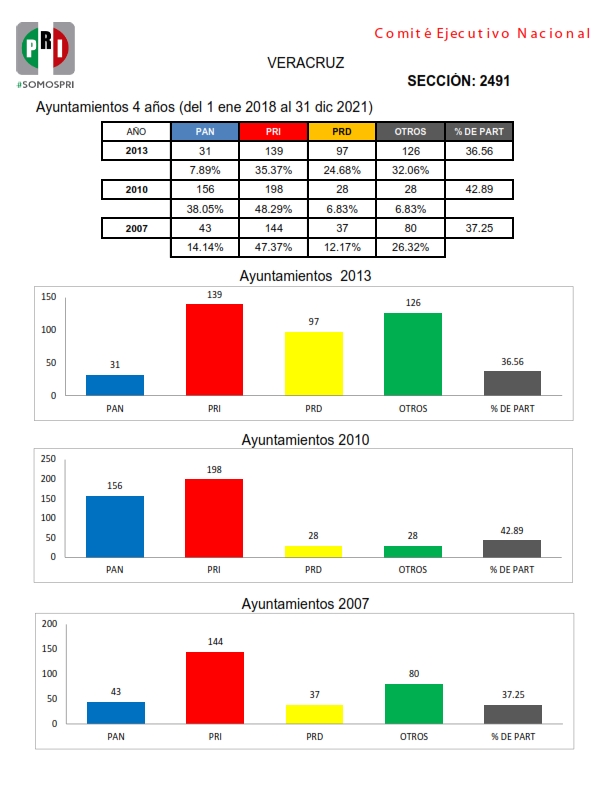 Comité Ejecutivo Nacional
PRI
#SOMOSPRI
VERACRUZ
SECCIÓN: 2491
Ayuntamientos 4 años (del 1 ene 2018 al 31 dic 2021)
AÑO PAN PRI PRD OTROS % DE PART
2013 31 139 97 126 36.56
7.89% 35.37% 24.68% 32.06%
2010 156 198 28 28 42.89
38.05% 48.29% 6.83% 6.83%
2007 43 144 37 80 37.25
14.14% 47.37% 12.17% 26.32%
Ayuntamientos 2013
150
100
50
0
31 139 97 126 36.56
PAN PRI PRD OTROS % DE PART
Ayuntamientos 2010
250
200
150
100
50
0
156 198 28 28 42.89
PAN PRI PRD OTROS % DE PART
Ayuntamientos 2007
200
150
100
50
0
43 144 37 80 37.25
PAN PRI PRD OTROS % DE PART